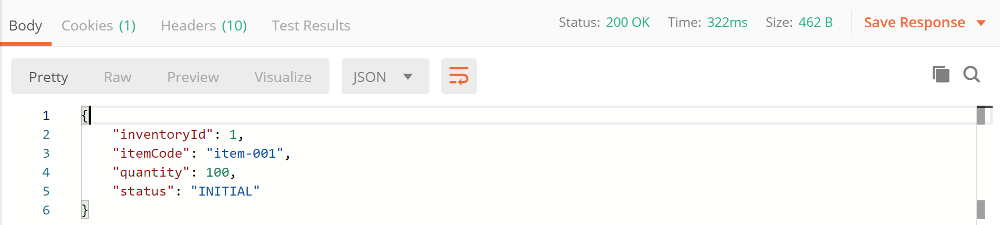 Body Cookies (1) Headers (10) Test Results Status: 200 OK Time: 322ms Size: 462 B Save Response
Pretty Raw Preview Visualize JSON
1 {
2 "inventoryId": 1,
3 "itemCode": "item-001",
4 "quantity": 100,
5 "status": "INITIAL"
6 }